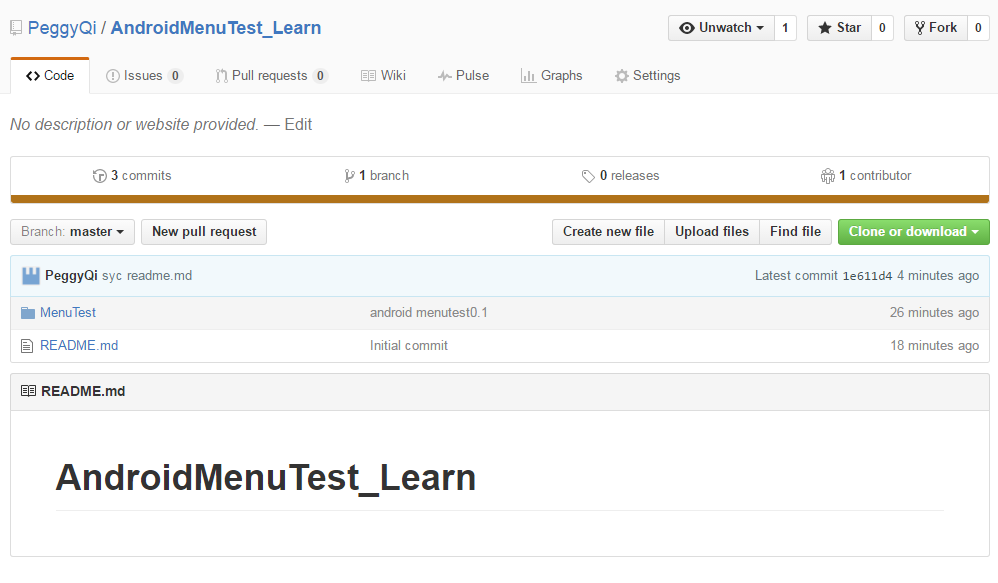 PeggyQi / AndroidMenuTest_Learn Unwatch 1 Star 0 Fork 0
Code Issues 0 Pull requests 0 Wiki Pulse Graphs Settings
No description or website provided. — Edit
3 commits 1 branch 0 releases 1 contributor
Branch: master New pull request Create new file Upload files Find file Clone or download
PeggyQi syc readme.md Latest commit 1e611d4 4 minutes ago
MenuTest android menutest0.1 26 minutes ago
README.md Initial commit 18 minutes ago
README.md
AndroidMenuTest_Learn